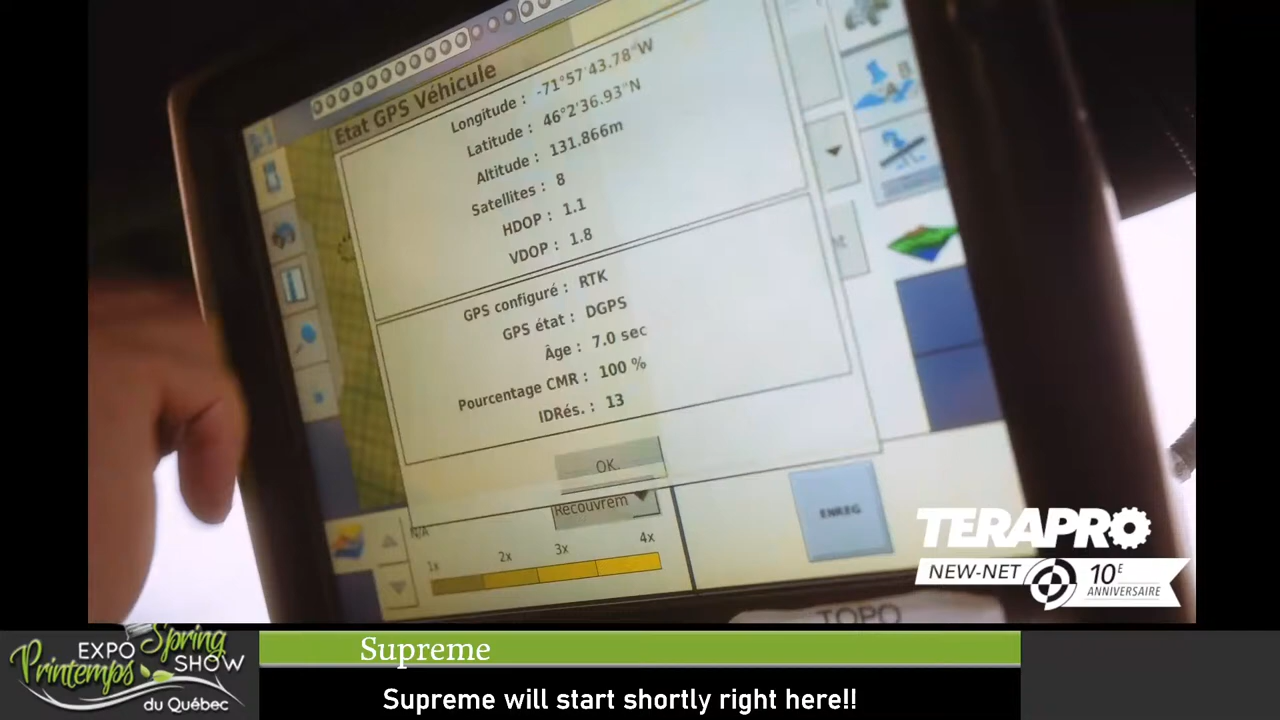 Etat GPS Véhicule
Longitude : -71°57'43.78"W
Latitude : 46°2'36.93"N
Altitude : 131.866m
Satellites : 8
HDOP : 1.1
VDOP : 1.8
GPS configuré : RTK
GPS état : DGPS
Âge : 7.0 sec
Pourcentage CMR : 100 %
IDRés. : 13
OK
Recouvrem
ENREG
N/A
1x 2x 3x 4x
TOPO
TERAPRO
NEW-NET 10E
ANNIVERSAIRE
EXPO Spring
Printemps SHOW
du Québec
Supreme
Supreme will start shortly right here!!